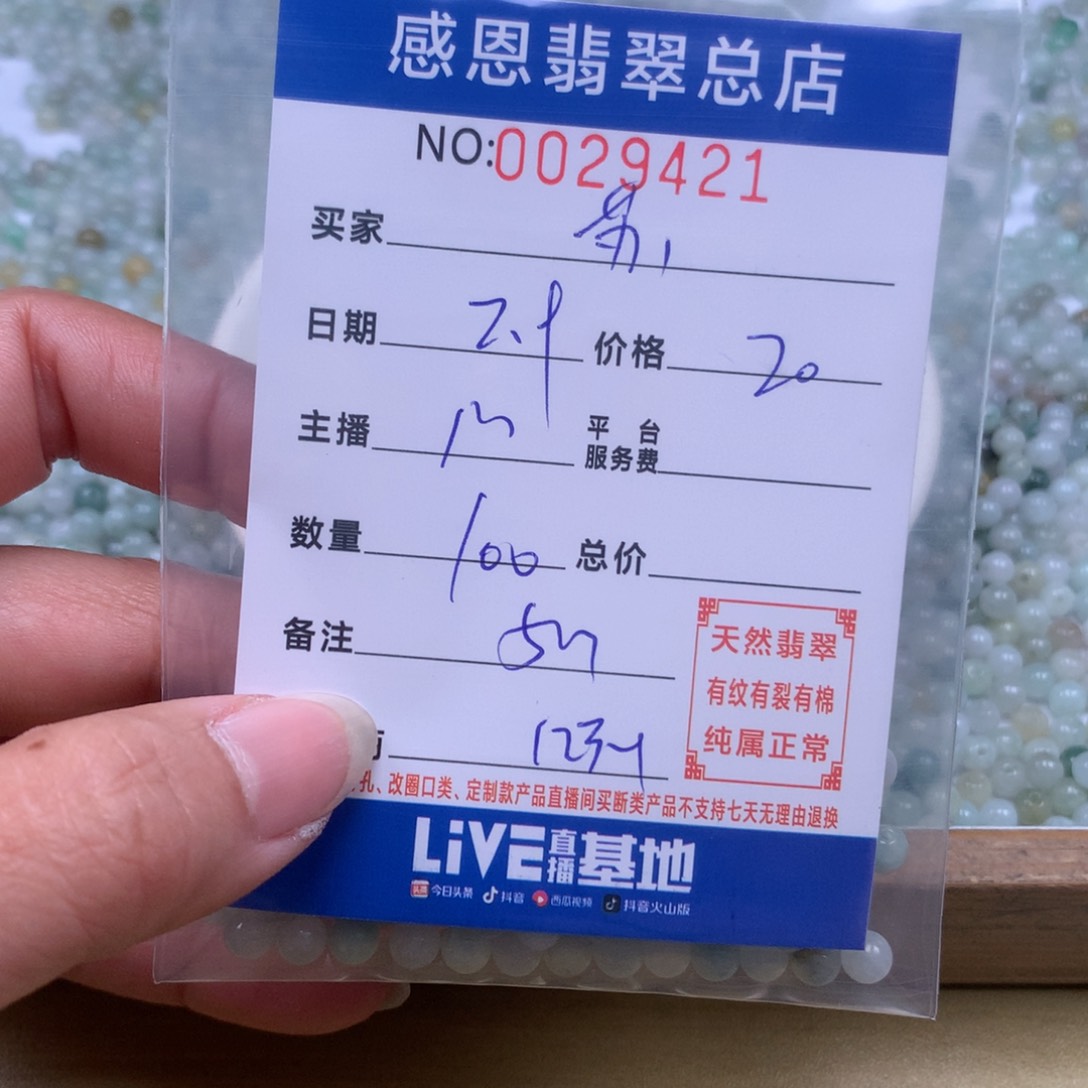 感恩翡翠总店
NO:0029421
买家
日期 价格 20
主播 平台服务费
数量 100 总价
备注
天然翡翠
有纹有裂有棉
纯属正常
孔、改圈口类、定制款产品直播间买断类产品不支持七天无理由退换
LiVE直播基地
今日头条 抖音 西瓜视频 抖音火山版